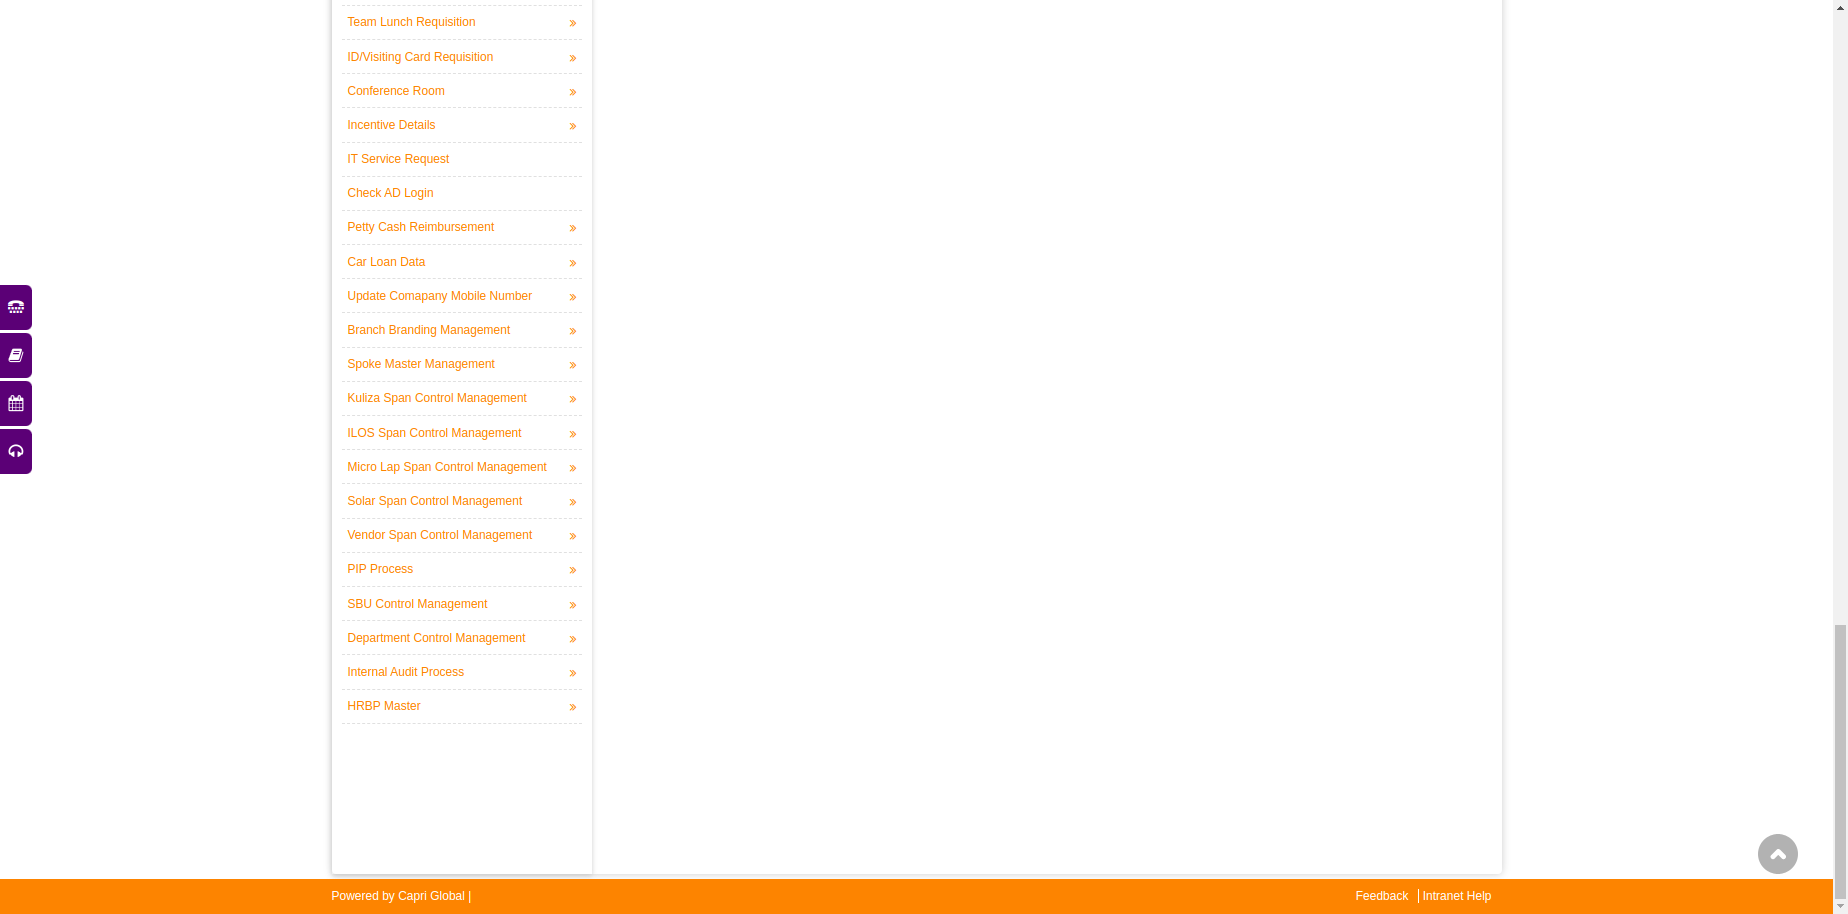 Team Lunch Requisition
ID/Visiting Card Requisition
Conference Room
Incentive Details
IT Service Request
Check AD Login
Petty Cash Reimbursement
Car Loan Data
Update Comapany Mobile Number
Branch Branding Management
Spoke Master Management
Kuliza Span Control Management
ILOS Span Control Management
Micro Lap Span Control Management
Solar Span Control Management
Vendor Span Control Management
PIP Process
SBU Control Management
Department Control Management
Internal Audit Process
HRBP Master
Powered by Capri Global |
Feedback | Intranet Help